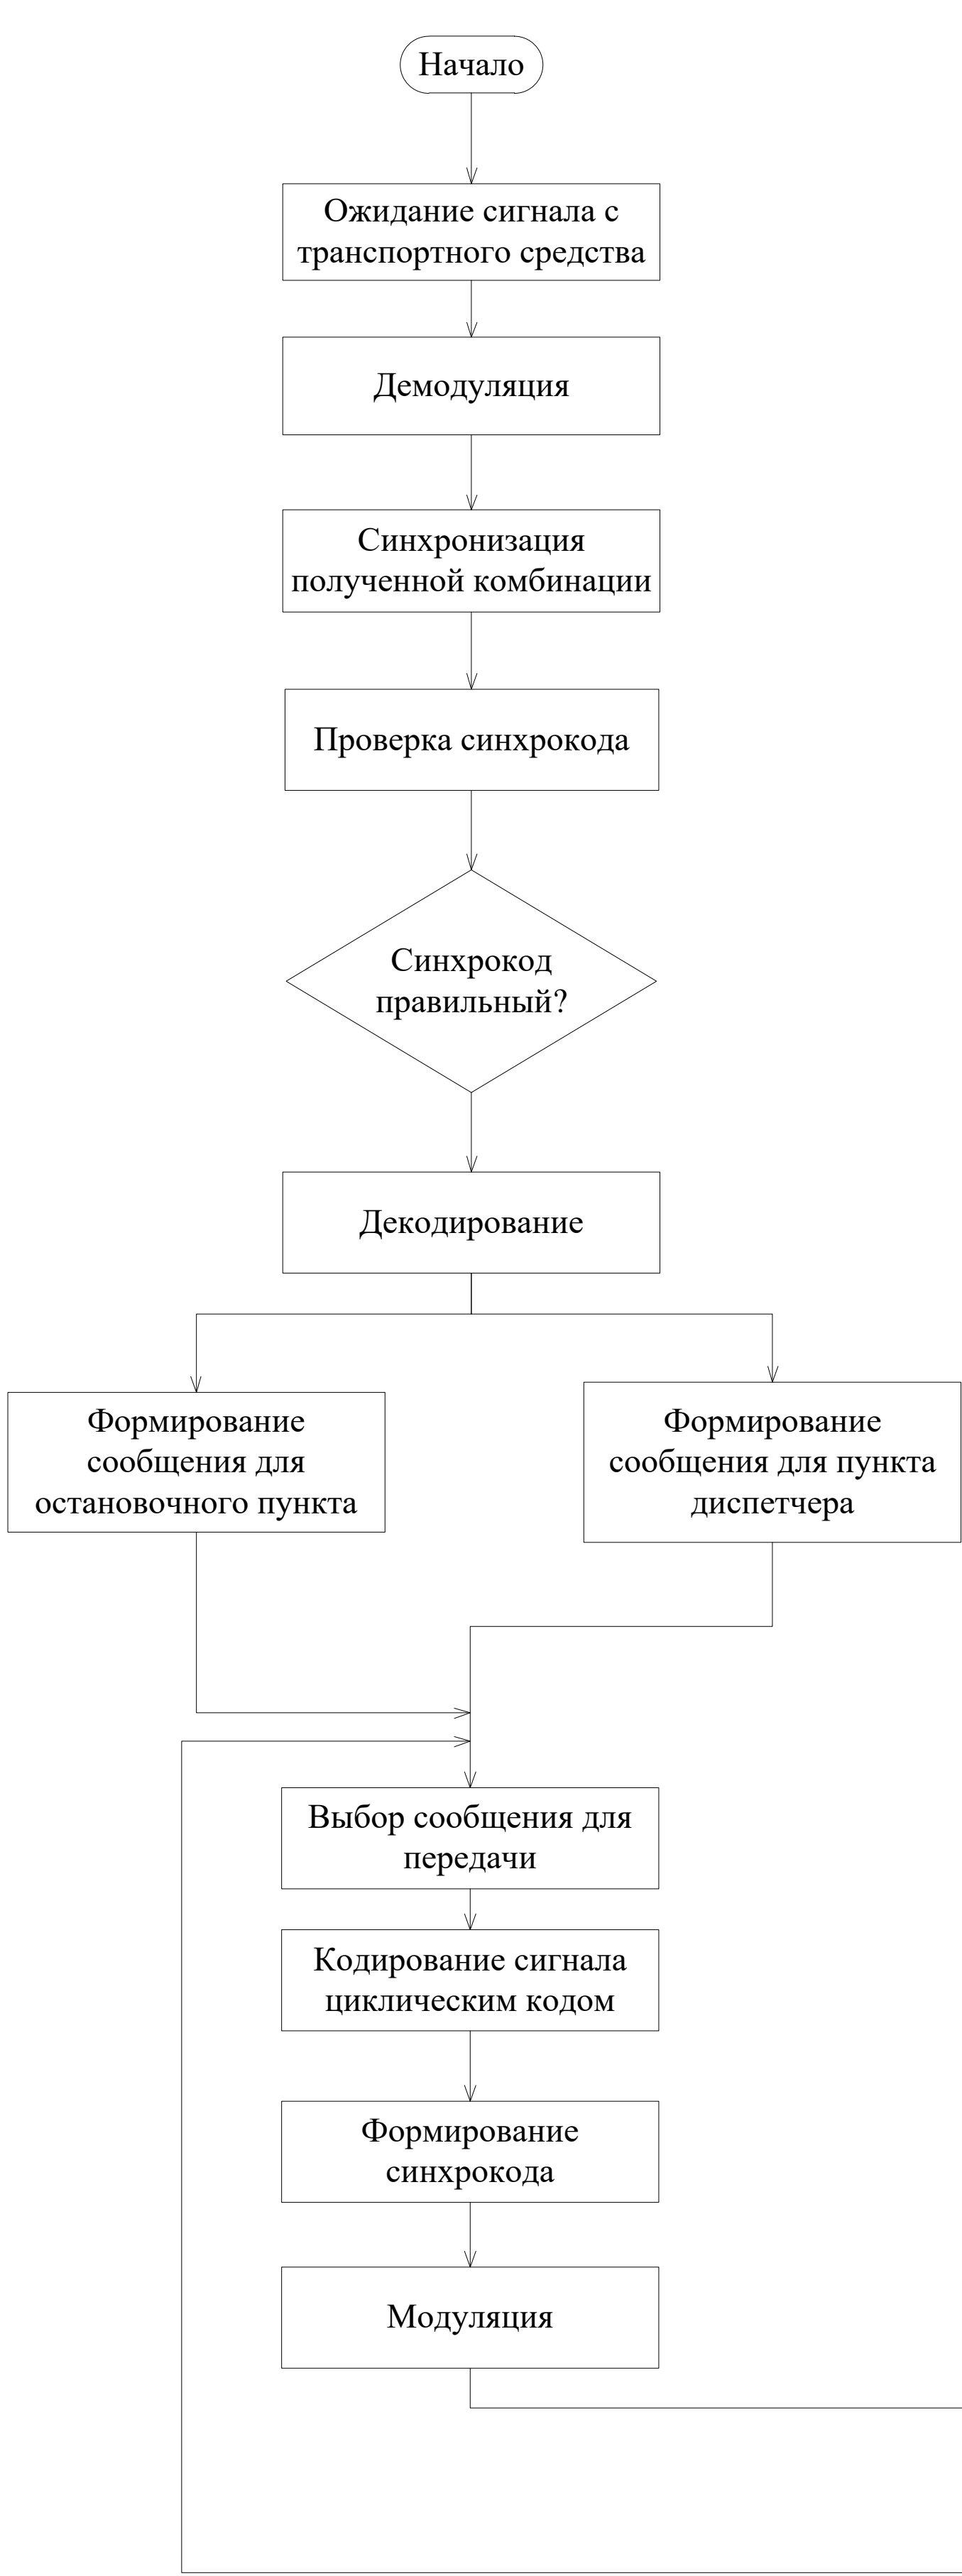 Начало
Ожидание сигнала с
транспортного средства
Демодуляция
Синхронизация
полученной комбинации
Проверка синхрокода
Синхрокод
правильный?
Декодирование
Формирование
сообщения для
остановочного пункта
Формирование
сообщения для пункта
диспетчера
Выбор сообщения для
передачи
Кодирование сигнала
циклическим кодом
Формирование
синхрокода
Модуляция